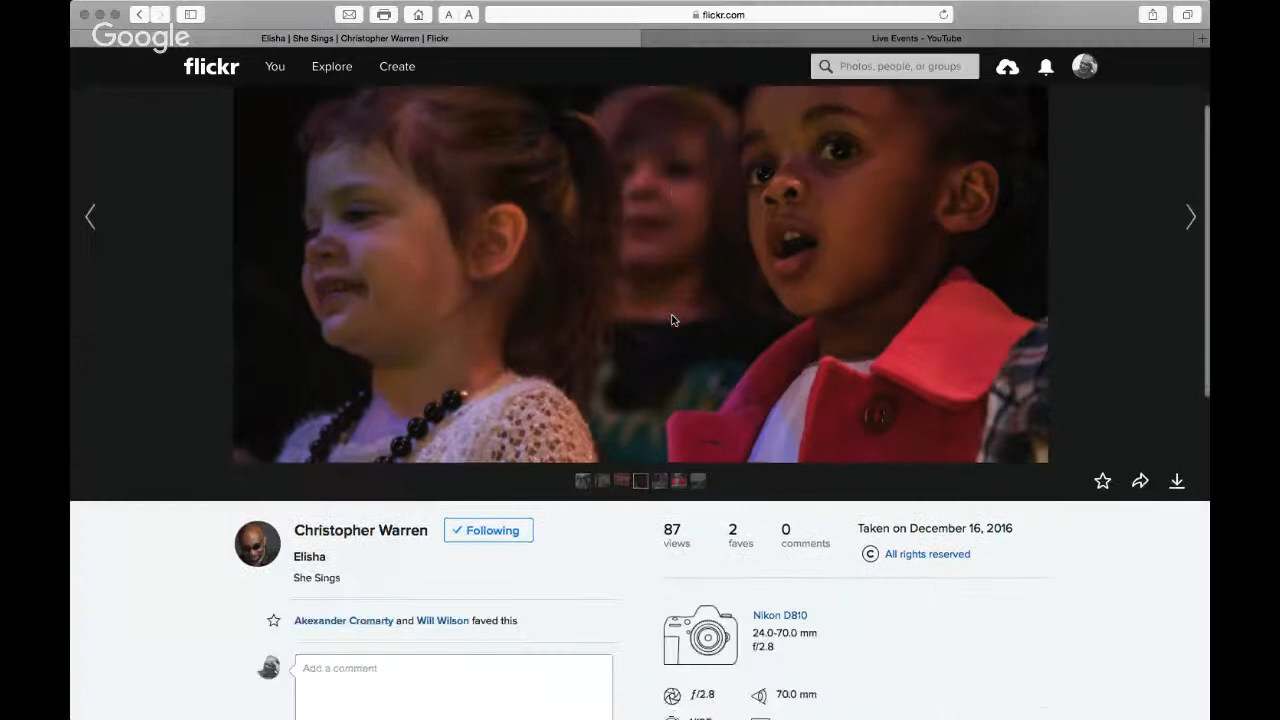 flickr.com
Google
Elisha | She Sings | Christopher Warren | Flickr
Live Events - YouTube
flickr
You
Explore
Create
Photos, people, or groups
Christopher Warren
Following
Elisha
She Sings
Akexander Cromarty and Will Wilson faved this
Add a comment
87
views
2
faves
0
comments
Taken on December 16, 2016
All rights reserved
Nikon D810
24.0-70.0 mm
f/2.8
ƒ/2.8
70.0 mm